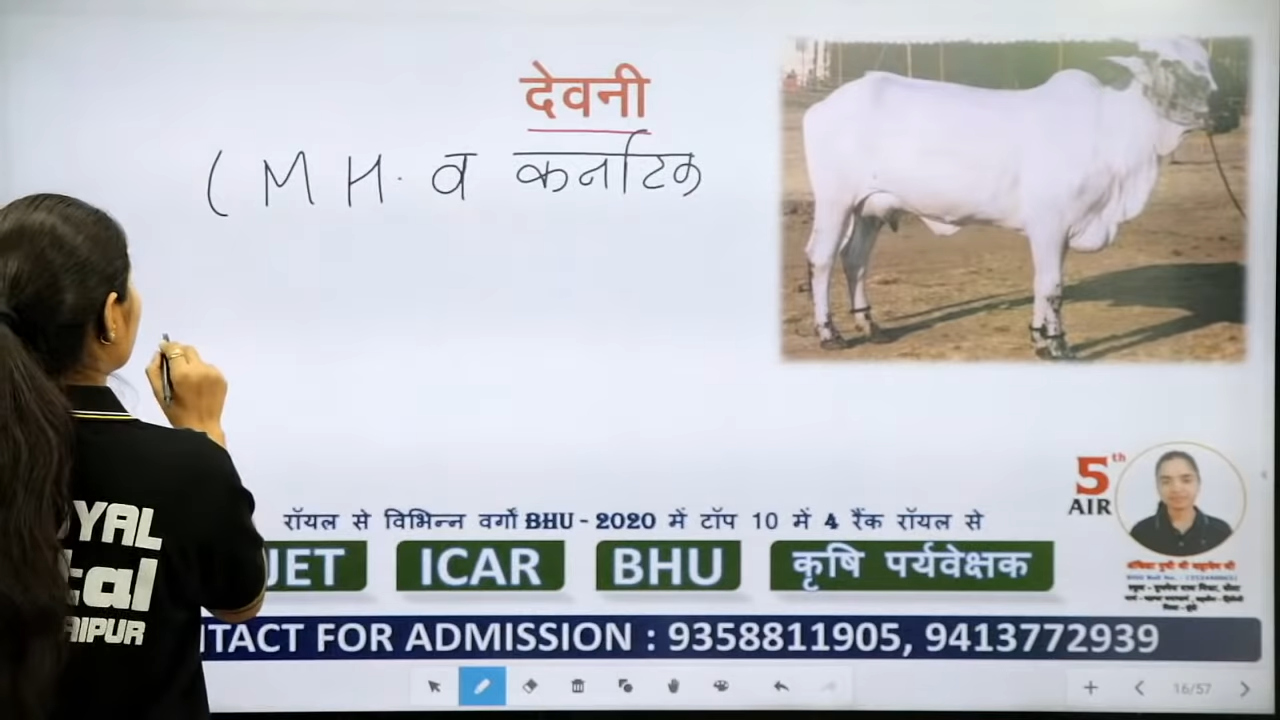 देवनी
( M H. व कर्नाटक
5th
AIR
रॉयल से विभिन्न वर्गों BHU - 2020 में टॉप 10 में 4 रैंक रॉयल से
JET ICAR BHU कृषि पर्यवेक्षक
NTACT FOR ADMISSION : 9358811905, 9413772939
16/57
YAL
tal
AIPUR